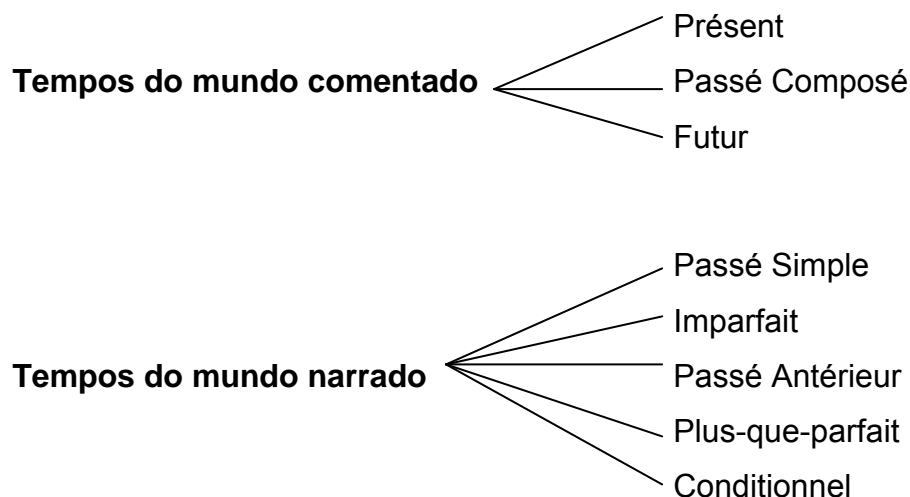 Présent
Tempos do mundo comentado
Passé Composé
Futur
Passé Simple
Imparfait
Tempos do mundo narrado
Passé Antérieur
Plus-que-parfait
Conditionnel